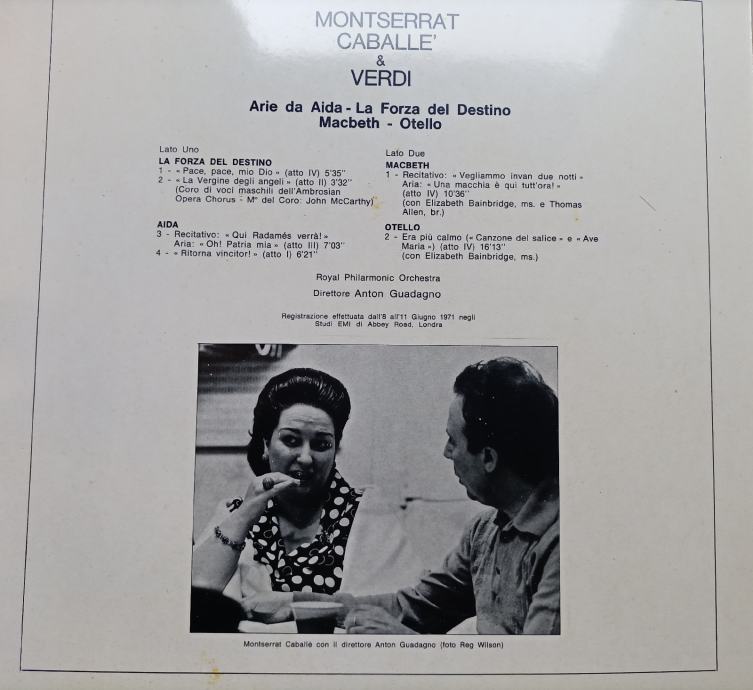 MONTSERRAT
CABALLE'
&
VERDI
Arie da Aida - La Forza del Destino
Macbeth - Otello
Lato Uno
LA FORZA DEL DESTINO
1 - « Pace, pace, mio Dio » (atto IV) 5'35''
2 - « La Vergine degli angeli » (atto II) 3'32''
(Coro di voci maschili dell'Ambrosian
Opera Chorus - M° del Coro: John McCarthy)
AIDA
3 - Recitativo: « Qui Radamés verrà! »
Aria: « Oh! Patria mia » (atto III) 7'03''
4 - « Ritorna vincitor! » (atto I) 6'21''
Lato Due
MACBETH
1 - Recitativo: « Vegliammo invan due notti »
Aria: « Una macchia è qui tutt'ora! »
(atto IV) 10'36''
(con Elizabeth Bainbridge, ms. e Thomas
Allen, br.)
OTELLO
2 - Era più calmo (« Canzone del salice » e « Ave
Maria ») (atto IV) 16'13''
(con Elizabeth Bainbridge, ms.)
Royal Philarmonic Orchestra
Direttore Anton Guadagno
Registrazione effettuata dall'8 all'11 Giugno 1971 negli
Studi EMI di Abbey Road, Londra
Montserrat Caballé con il direttore Anton Guadagno (foto Reg Wilson)